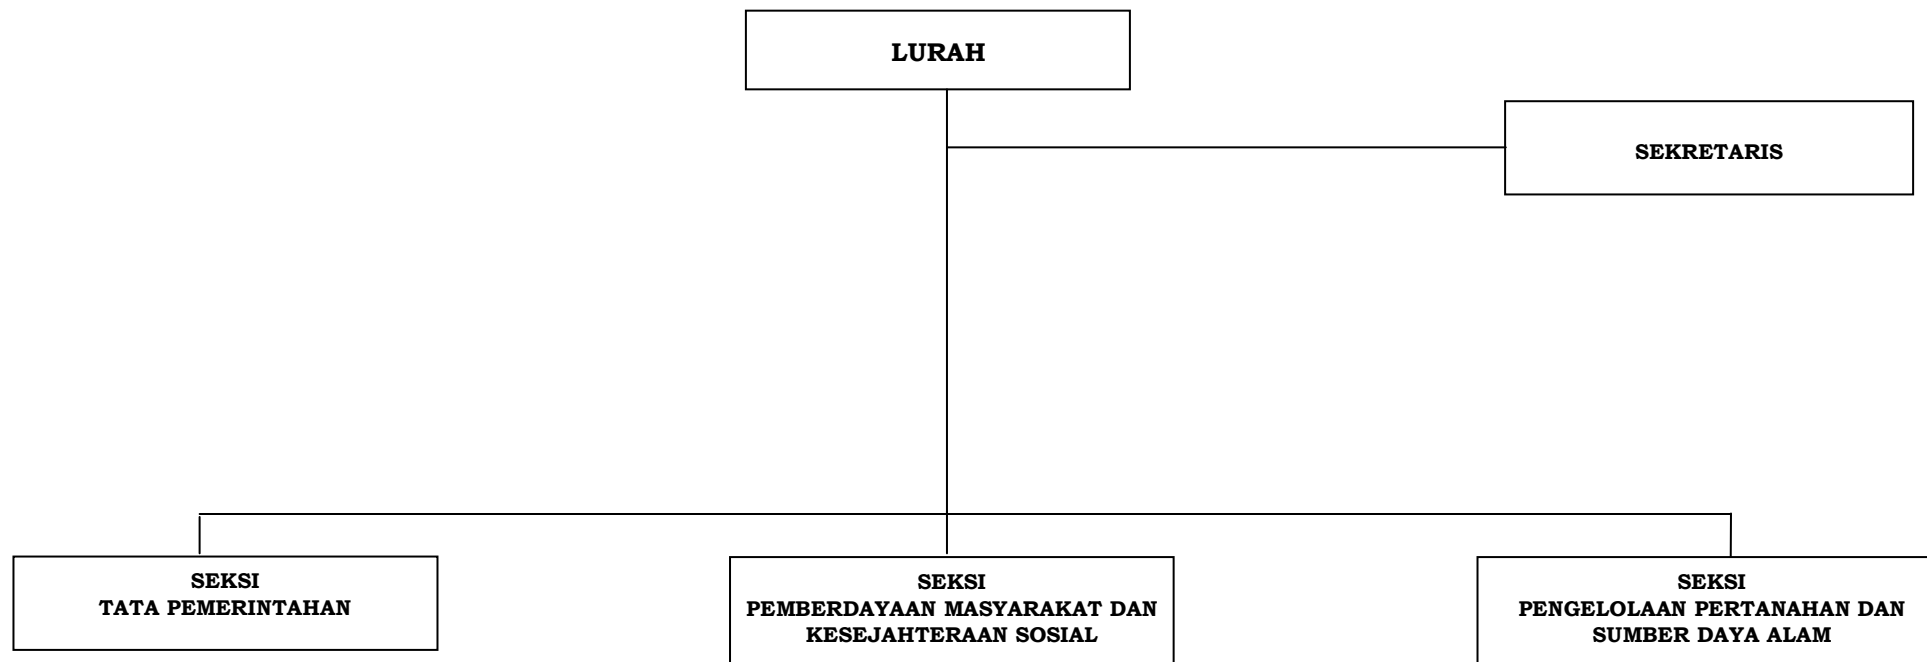 LURAH
SEKRETARIS
SEKSI
TATA PEMERINTAHAN
SEKSI
PEMBERDAYAAN MASYARAKAT DAN
KESEJAHTERAAN SOSIAL
SEKSI
PENGELOLAAN PERTANAHAN DAN
SUMBER DAYA ALAM